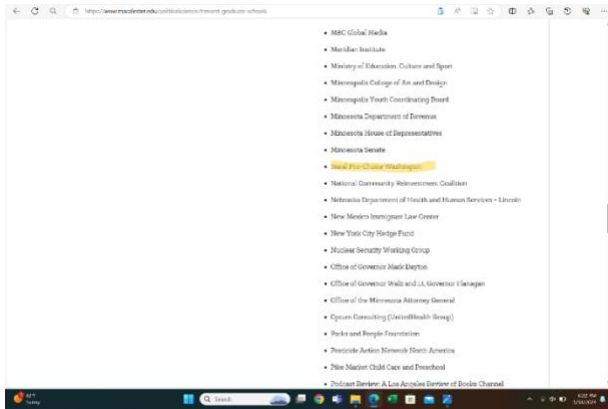 https://www.macalester.edu/politicalscience/recent-graduate-schools
MBC Global Media
Meridian Institute
Ministry of Education, Culture and Sport
Minneapolis College of Art and Design
Minneapolis Youth Coordinating Board
Minnesota Department of Revenue
Minnesota House of Representatives
Minnesota Senate
Naral Pro-Choice Washington
National Community Reinvestment Coalition
Nebraska Department of Health and Human Services – Lincoln
New Mexico Immigrant Law Center
New York City Hedge Fund
Nuclear Security Working Group
Office of Governor Mark Dayton
Office of Governor Walz and Lt. Governor Flanagan
Office of the Minnesota Attorney General
Optum Consulting (UnitedHealth Group)
Parks and People Foundation
Pesticide Action Network North America
Pike Market Child Care and Preschool
Podcast Review: A Los Angeles Review of Books Channel
Sunny
Search